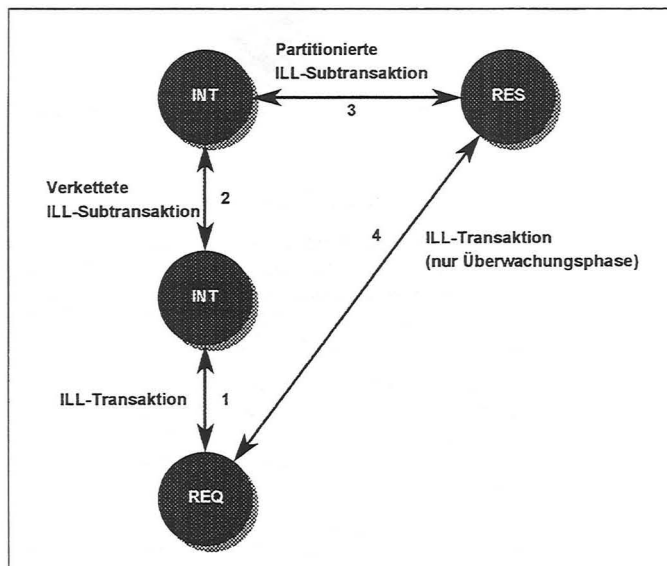 Partitionierte
ILL-Subtransaktion
INT
RES
3
Verkettete
ILL-Subtransaktion
2
4
ILL-Transaktion
(nur Überwachungsphase)
INT
ILL-Transaktion
1
REQ